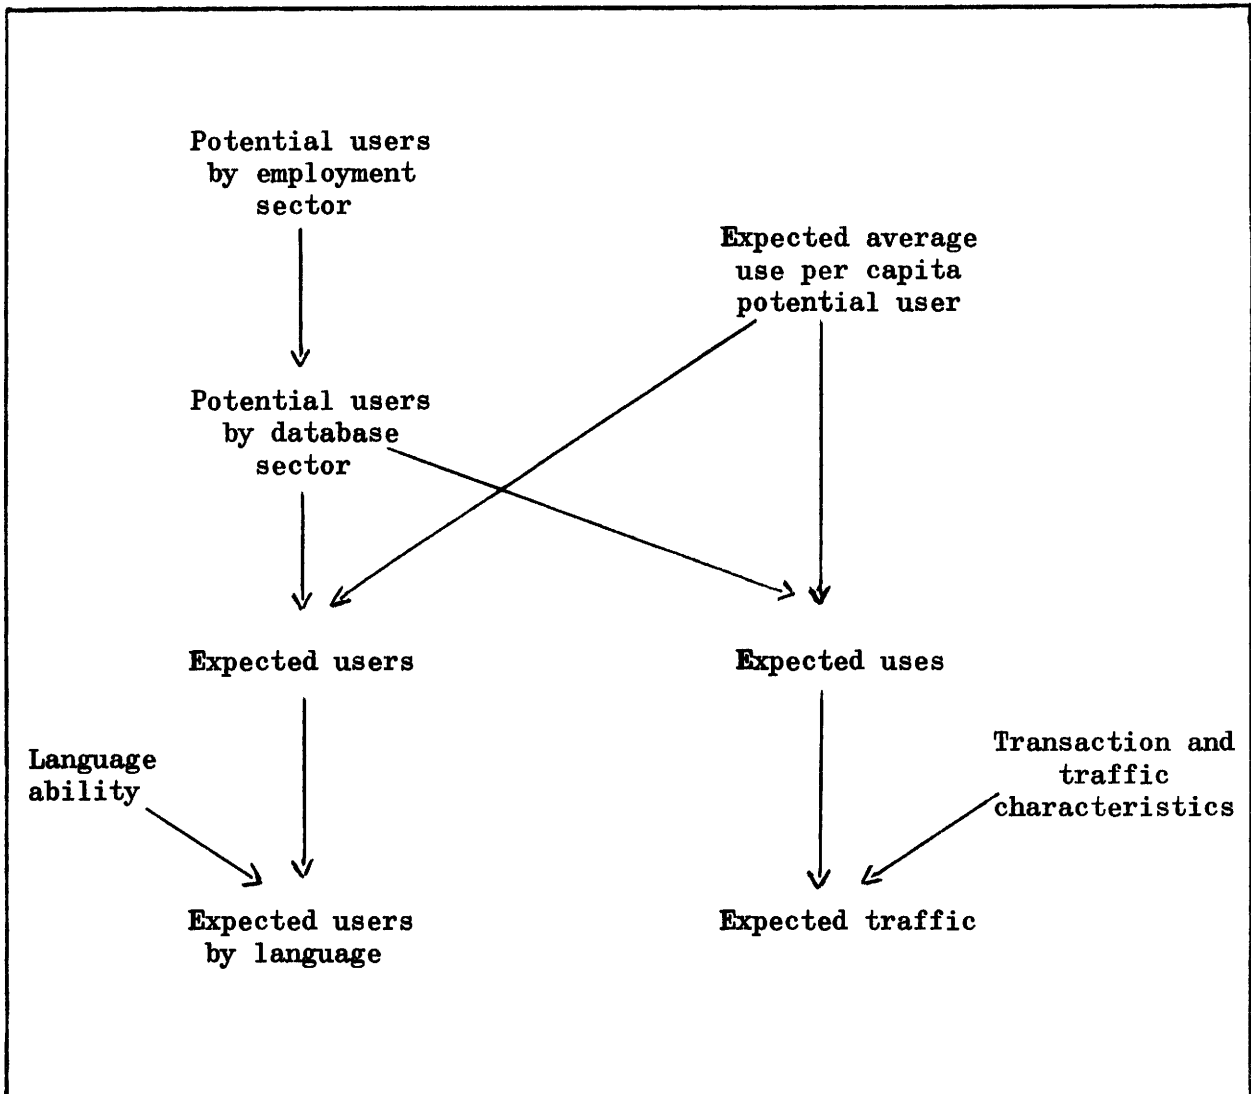 Potential users
by employment
sector
Expected average
use per capita
potential user
Potential users
by database
sector
Expected users
Expected uses
Language
ability
Transaction and
traffic
characteristics
Expected users
by language
Expected traffic